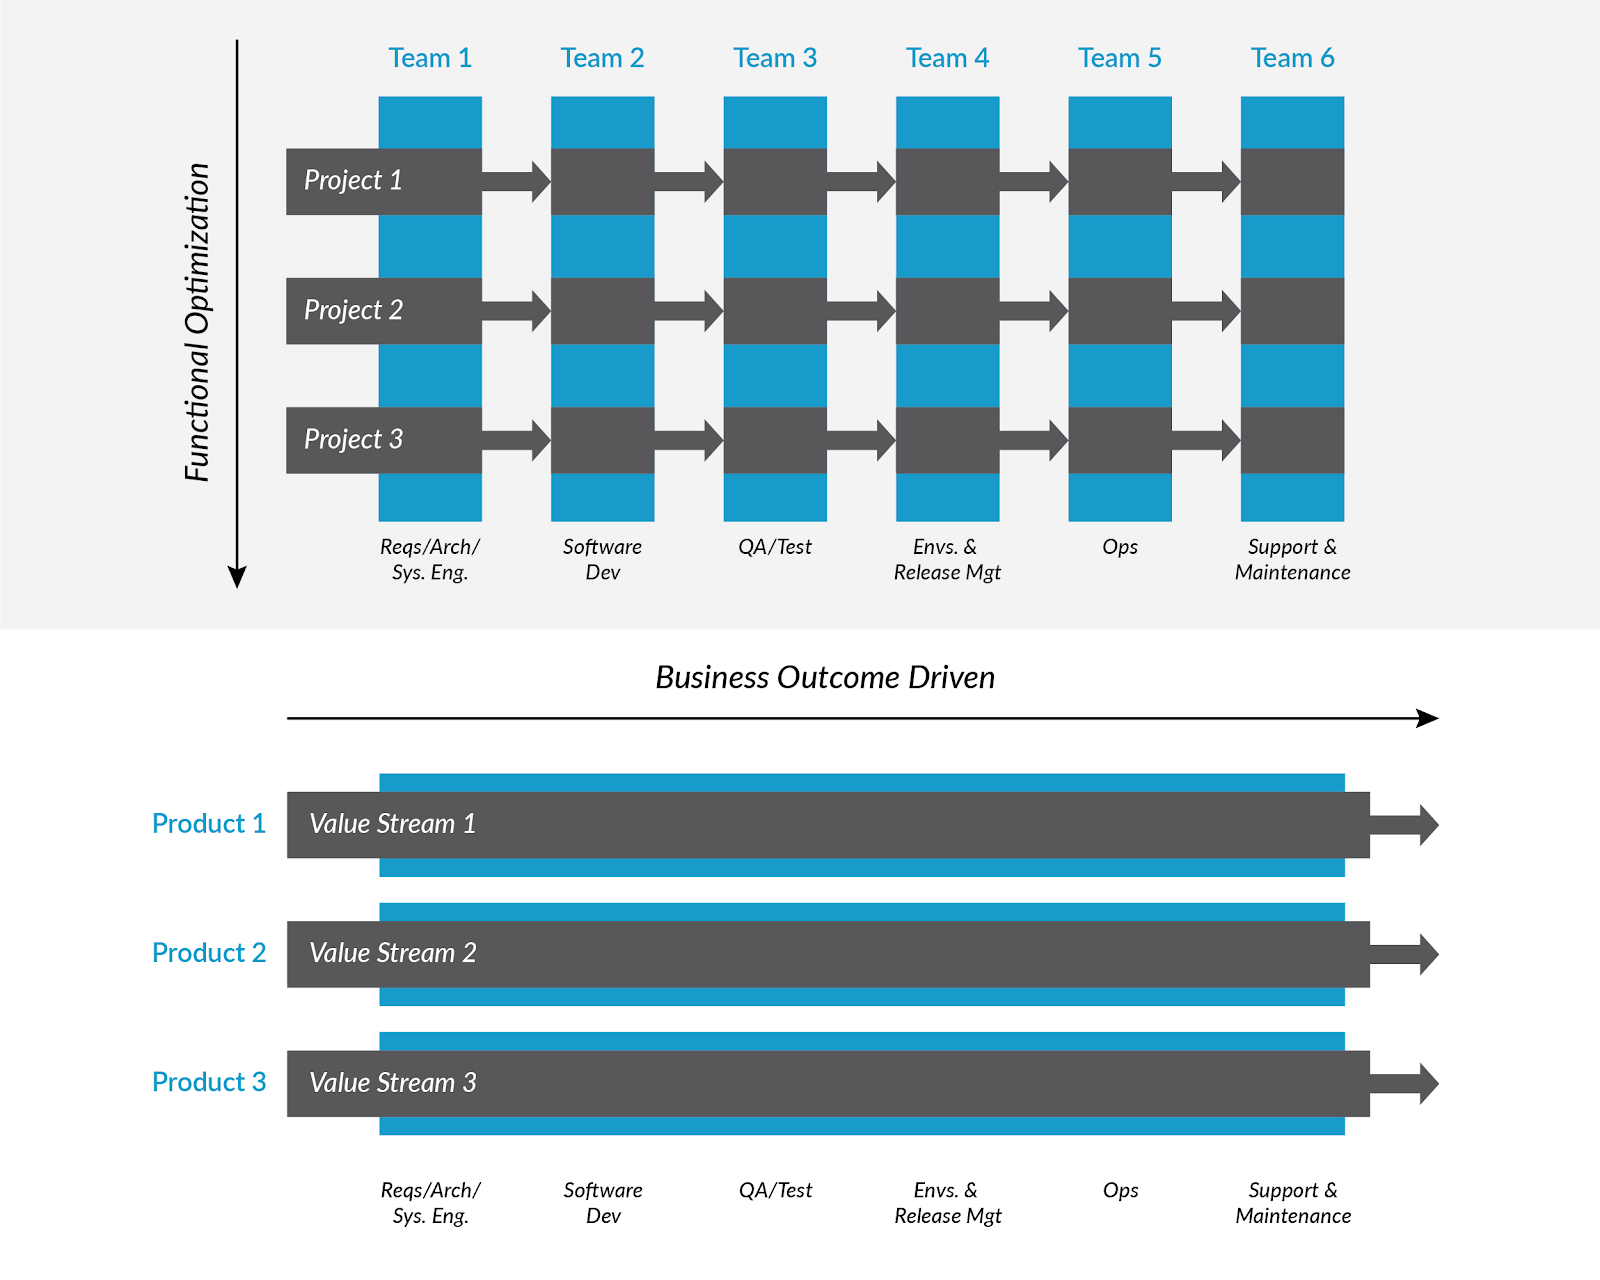 Team 1
Team 2
Team 3
Team 4
Team 5
Team 6
Functional Optimization
Project 1
Project 2
Project 3
Reqs/Arch/
Sys. Eng.
Software
Dev
QA/Test
Envs. &
Release Mgt
Ops
Support &
Maintenance
Business Outcome Driven
Product 1
Value Stream 1
Product 2
Value Stream 2
Product 3
Value Stream 3
Reqs/Arch/
Sys. Eng.
Software
Dev
QA/Test
Envs. &
Release Mgt
Ops
Support &
Maintenance